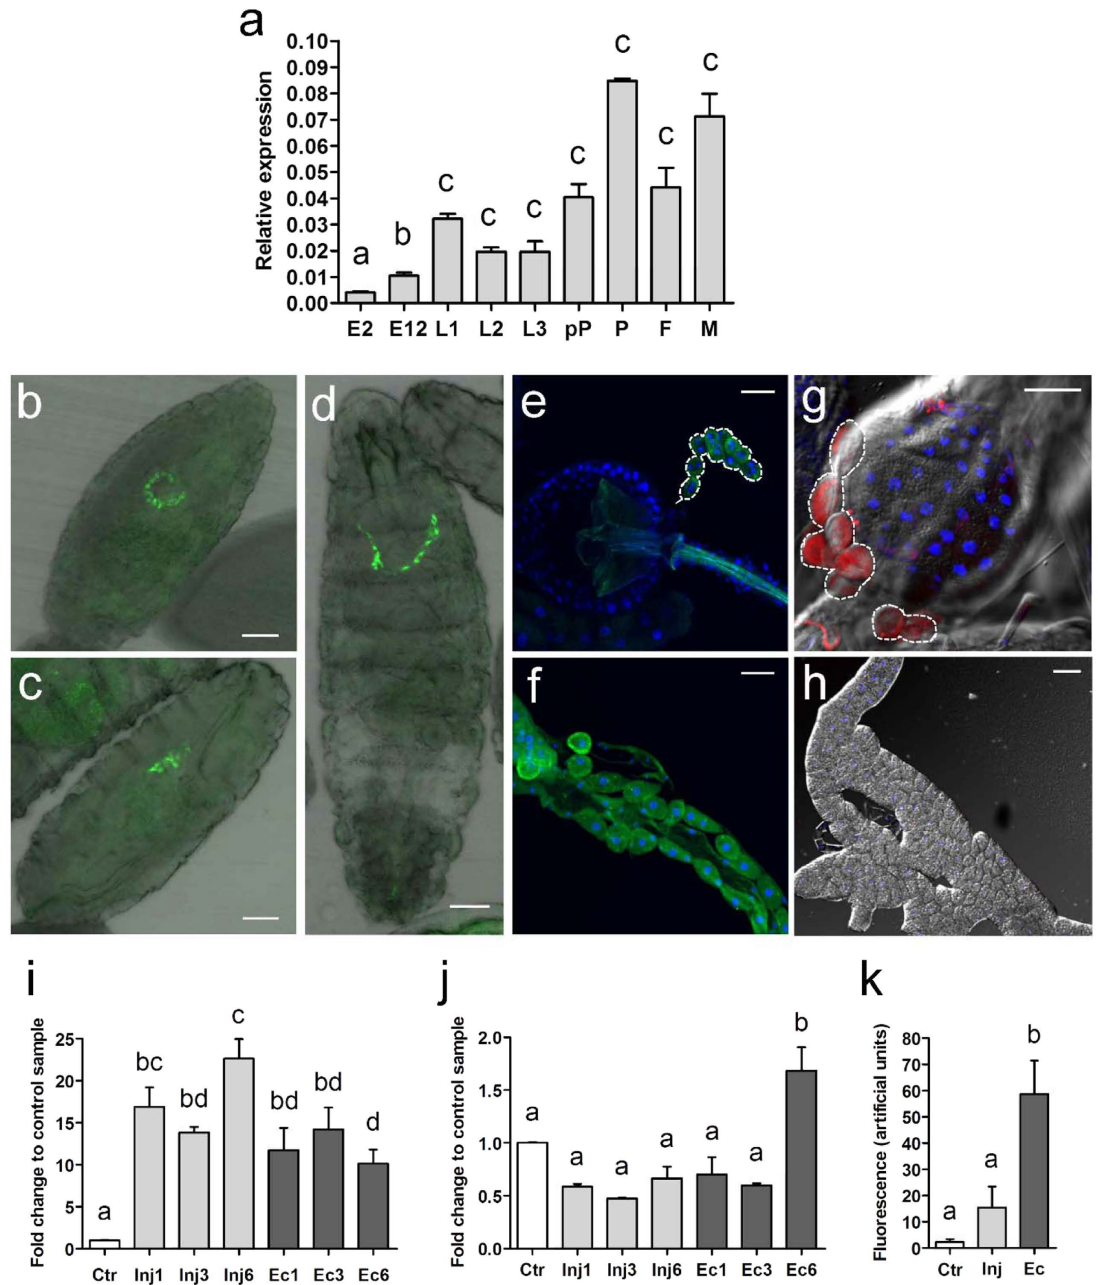 a
Relative expression
0.10
0.09
0.08
0.07
0.06
0.05
0.04
0.03
0.02
0.01
0.00
a b c c c c c c c
E2 E12 L1 L2 L3 pP P F M
b
c
d
e
f
g
h
i
Fold change to control sample
25
20
15
10
5
0
a bc bd c bd bd d
Ctr Inj1 Inj3 Inj6 Ec1 Ec3 Ec6
j
Fold change to control sample
2.0
1.5
1.0
0.5
0.0
a a a a a a b
Ctr Inj1 Inj3 Inj6 Ec1 Ec3 Ec6
k
Fluorescence (artificial units)
80
70
60
50
40
30
20
10
0
a a b
Ctr Inj Ec